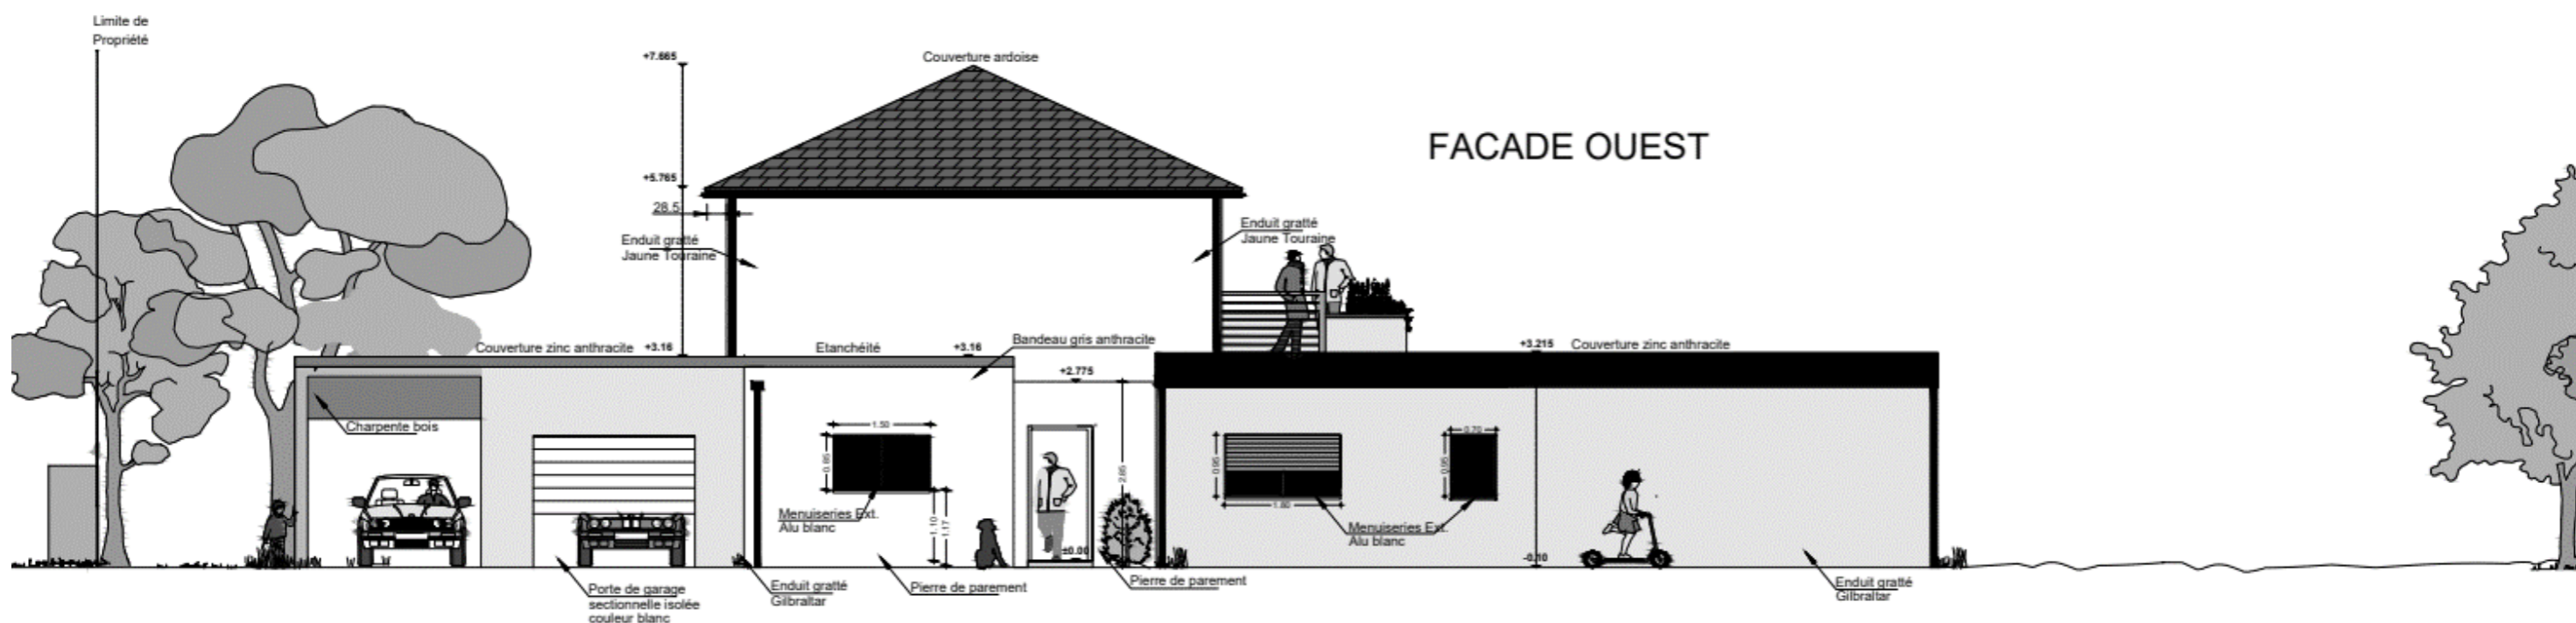 Limite de
Propriété
+7.665
Couverture ardoise
FACADE OUEST
+5.765
28.5
Enduit gratté
Jaune Touraine
Enduit gratté
Jaune Touraine
Couverture zinc anthracite
+3.16
Etanchéité
+3.16
Bandeau gris anthracite
+3.215
Couverture zinc anthracite
+2.775
Charpente bois
1.50
0.85
2.85
0.95
1.80
0.70
0.95
Menuiseries Ext.
Alu blanc
1.10
1.17
Menuiseries Ext.
Alu blanc
±0.00
-0.10
Porte de garage
sectionnelle isolée
couleur blanc
Enduit gratté
Gilbraltar
Pierre de parement
Pierre de parement
Enduit gratté
Gilbraltar